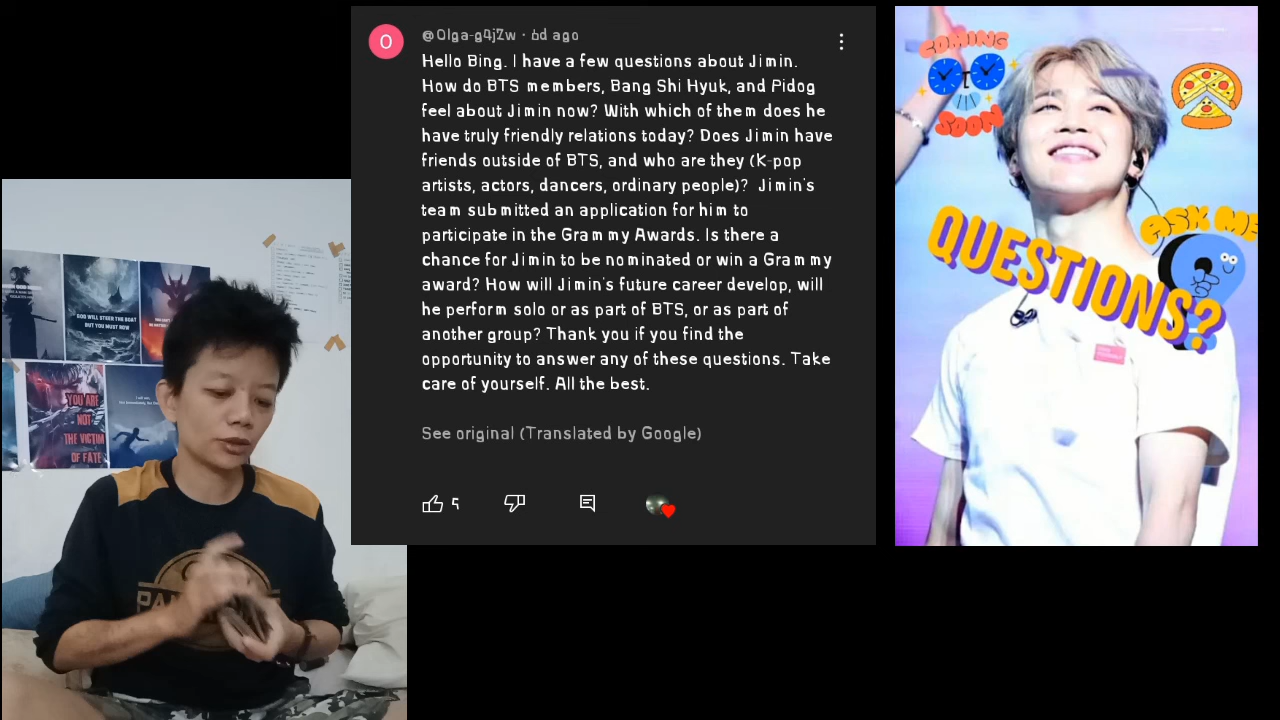 @Olga-g9j2w · 6d ago
Hello Bing. I have a few questions about Jimin.
How do BTS members, Bang Shi Hyuk, and Pidog
feel about Jimin now? With which of them does he
have truly friendly relations today? Does Jimin have
friends outside of BTS, and who are they (K-pop
artists, actors, dancers, ordinary people)? Jimin's
team submitted an application for him to
participate in the Grammy Awards. Is there a
chance for Jimin to be nominated or win a Grammy
award? How will Jimin's future career develop, will
he perform solo or as part of BTS, or as part of
another group? Thank you if you find the
opportunity to answer any of these questions. Take
care of yourself. All the best.
See original (Translated by Google)
5
O
COMING
SOON
QUESTIONS?
ASK ME
GOD WILL STEER THE BOAT
BUT YOU MUST ROW
YOU ARE
NOT
THE VICTIM
OF FATE